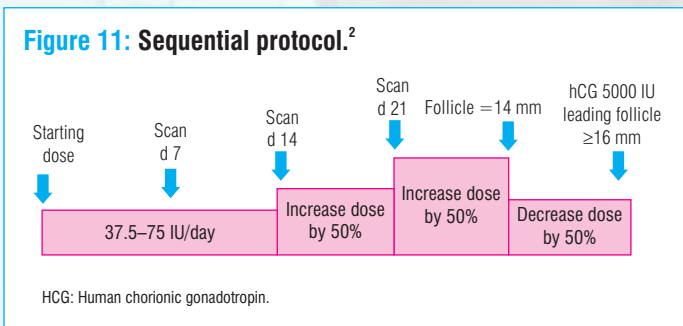 Figure 11: Sequential protocol.²
Starting
dose
Scan
d 7
Scan
d 14
Scan
d 21
Follicle =14 mm
hCG 5000 IU
leading follicle
≥16 mm
37.5–75 IU/day
Increase dose
by 50%
Increase dose
by 50%
Decrease dose
by 50%
HCG: Human chorionic gonadotropin.